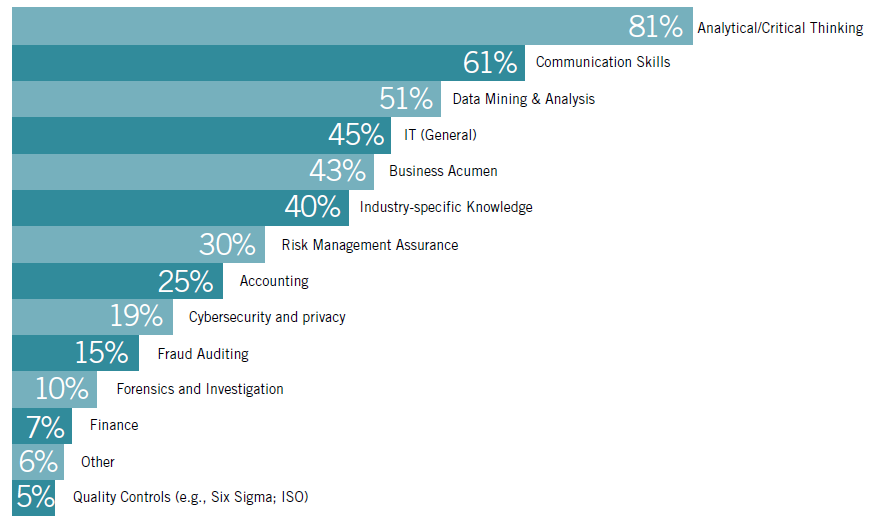 81% Analytical/Critical Thinking
61% Communication Skills
51% Data Mining & Analysis
45% IT (General)
43% Business Acumen
40% Industry-specific Knowledge
30% Risk Management Assurance
25% Accounting
19% Cybersecurity and privacy
15% Fraud Auditing
10% Forensics and Investigation
7% Finance
6% Other
5% Quality Controls (e.g., Six Sigma; ISO)